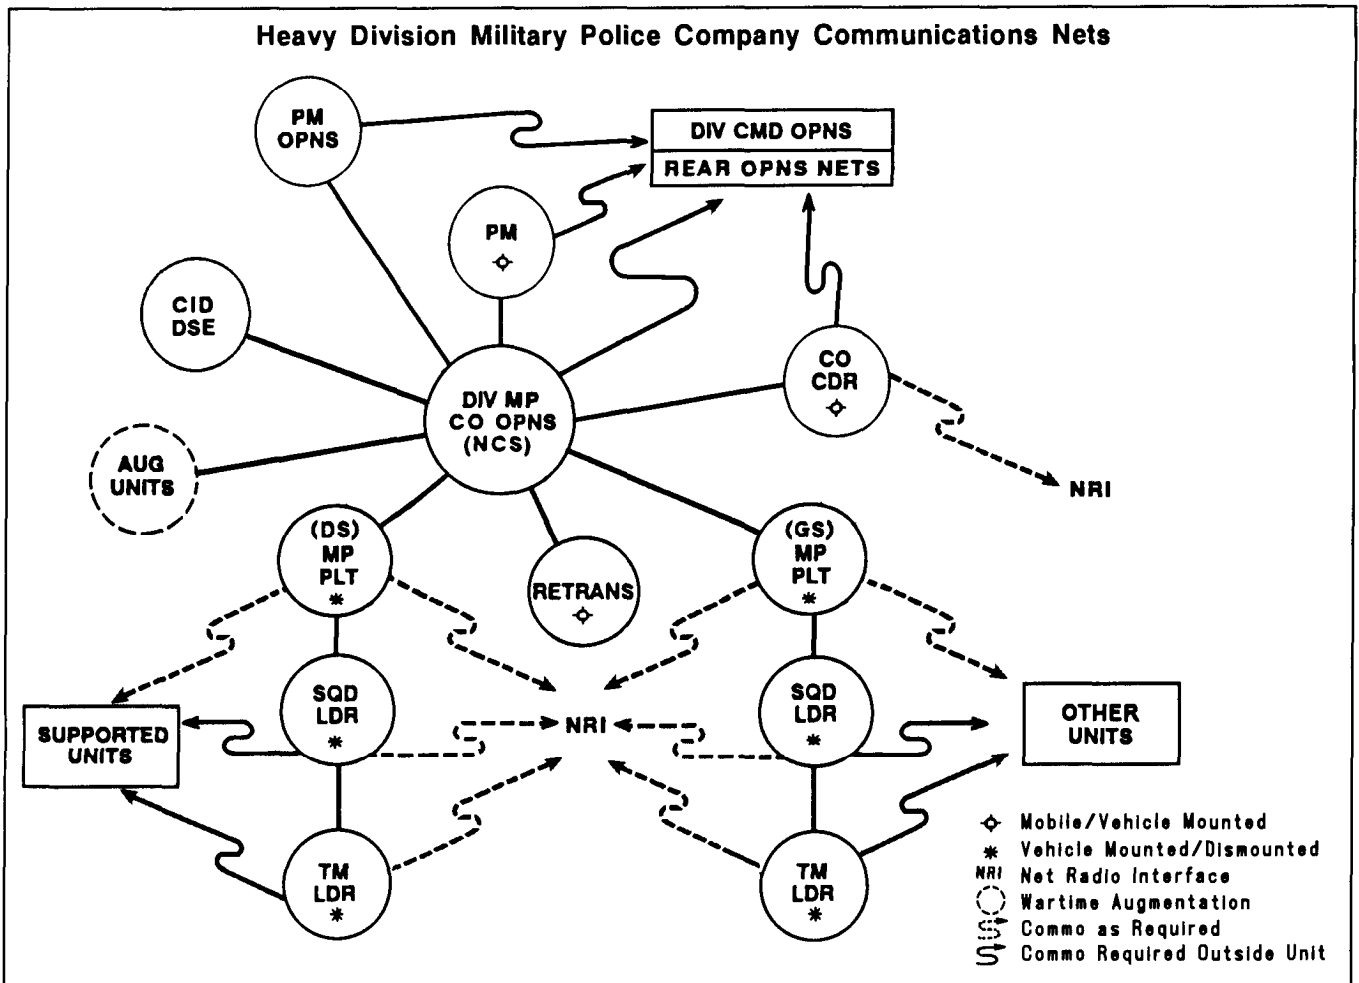 Heavy Division Military Police Company Communications Nets
PM
OPNS
DIV CMD OPNS
REAR OPNS NETS
PM
CID
DSE
CO
CDR
DIV MP
CO OPNS
(NCS)
AUG
UNITS
NRI
(DS)
MP
PLT
RETRANS
(GS)
MP
PLT
SUPPORTED
UNITS
SQD
LDR
NRI
SQD
LDR
OTHER
UNITS
TM
LDR
TM
LDR
Mobile/Vehicle Mounted
* Vehicle Mounted/Dismounted
NRI Net Radio Interface
Wartime Augmentation
Commo as Required
Commo Required Outside Unit